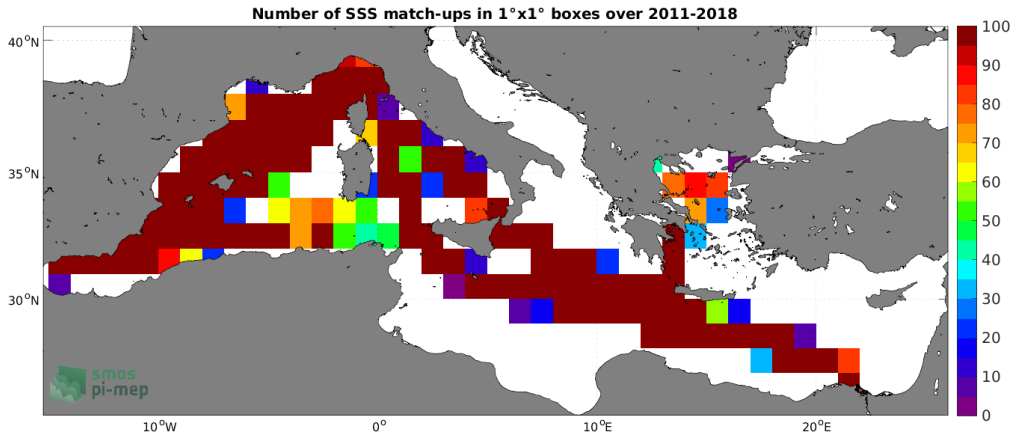 Number of SSS match-ups in 1°x1° boxes over 2011-2018
40°N
35°N
30°N
10°W
0°
10°E
20°E
100
90
80
70
60
50
40
30
20
10
0
smos
pi-mep